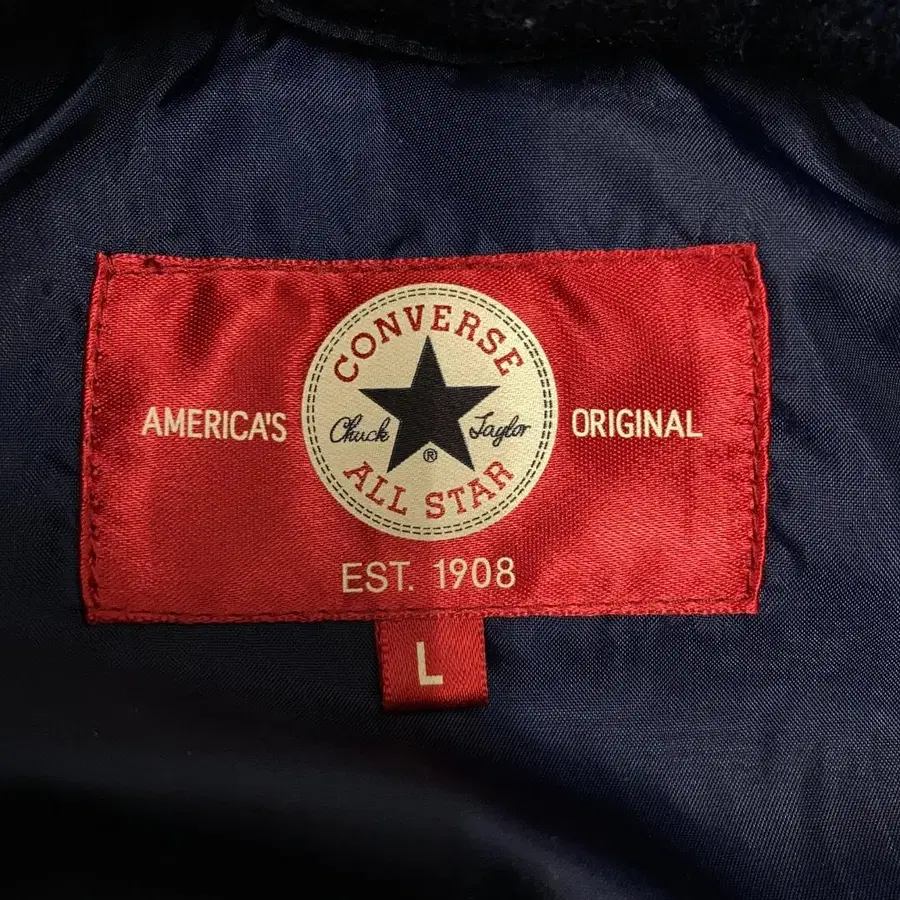 CONVERSE
AMERICA'S Chuck Taylor ORIGINAL
®
ALL STAR
EST. 1908
L